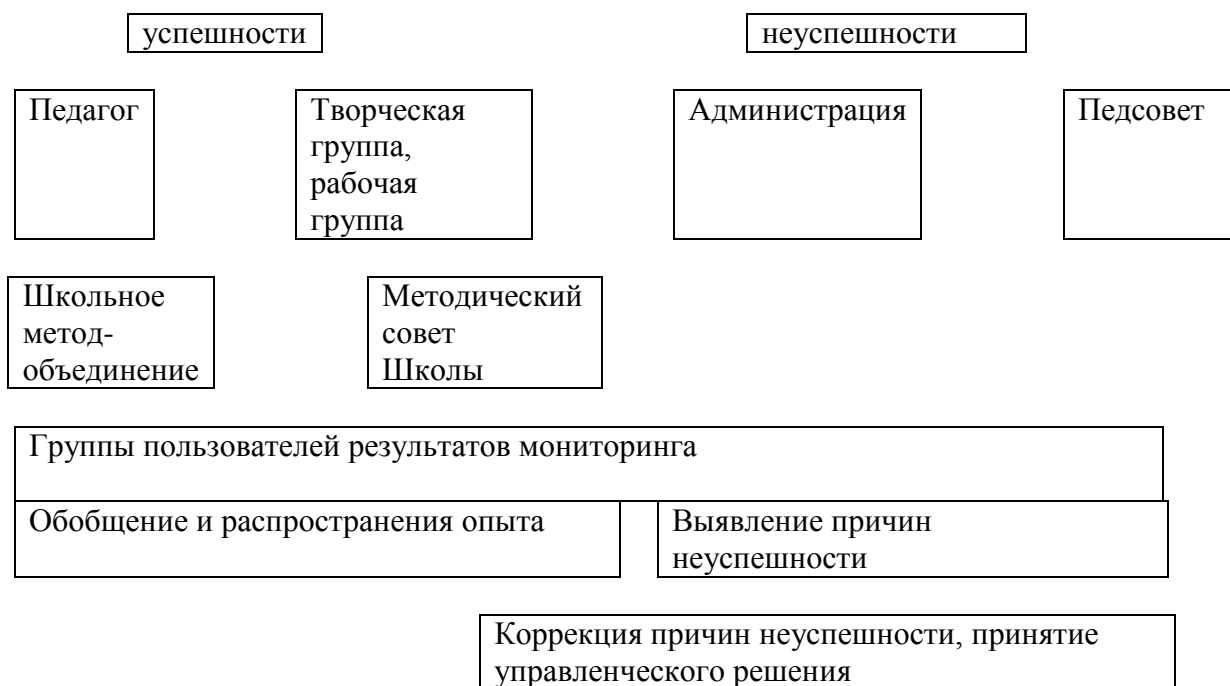 успешности
неуспешности
Педагог
Творческая
группа,
рабочая
группа
Администрация
Педсовет
Школьное
метод-
объединение
Методический
совет
Школы
Группы пользователей результатов мониторинга
Обобщение и распространения опыта
Выявление причин
неуспешности
Коррекция причин неуспешности, принятие
управленческого решения